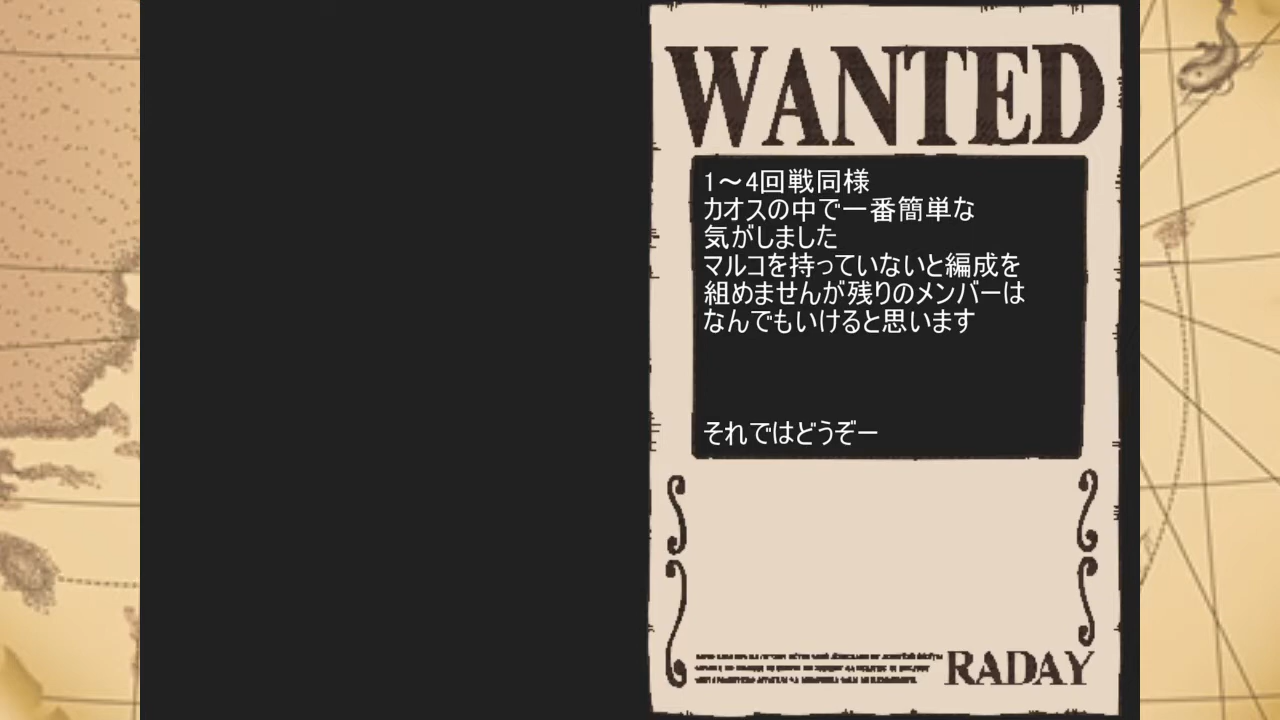 WANTED
1～4回戦同様
カオスの中で一番簡単な
気がしました
マルコを持っていないと編成を
組めませんが残りのメンバーは
なんでもいけると思います
それではどうぞー
RADAY